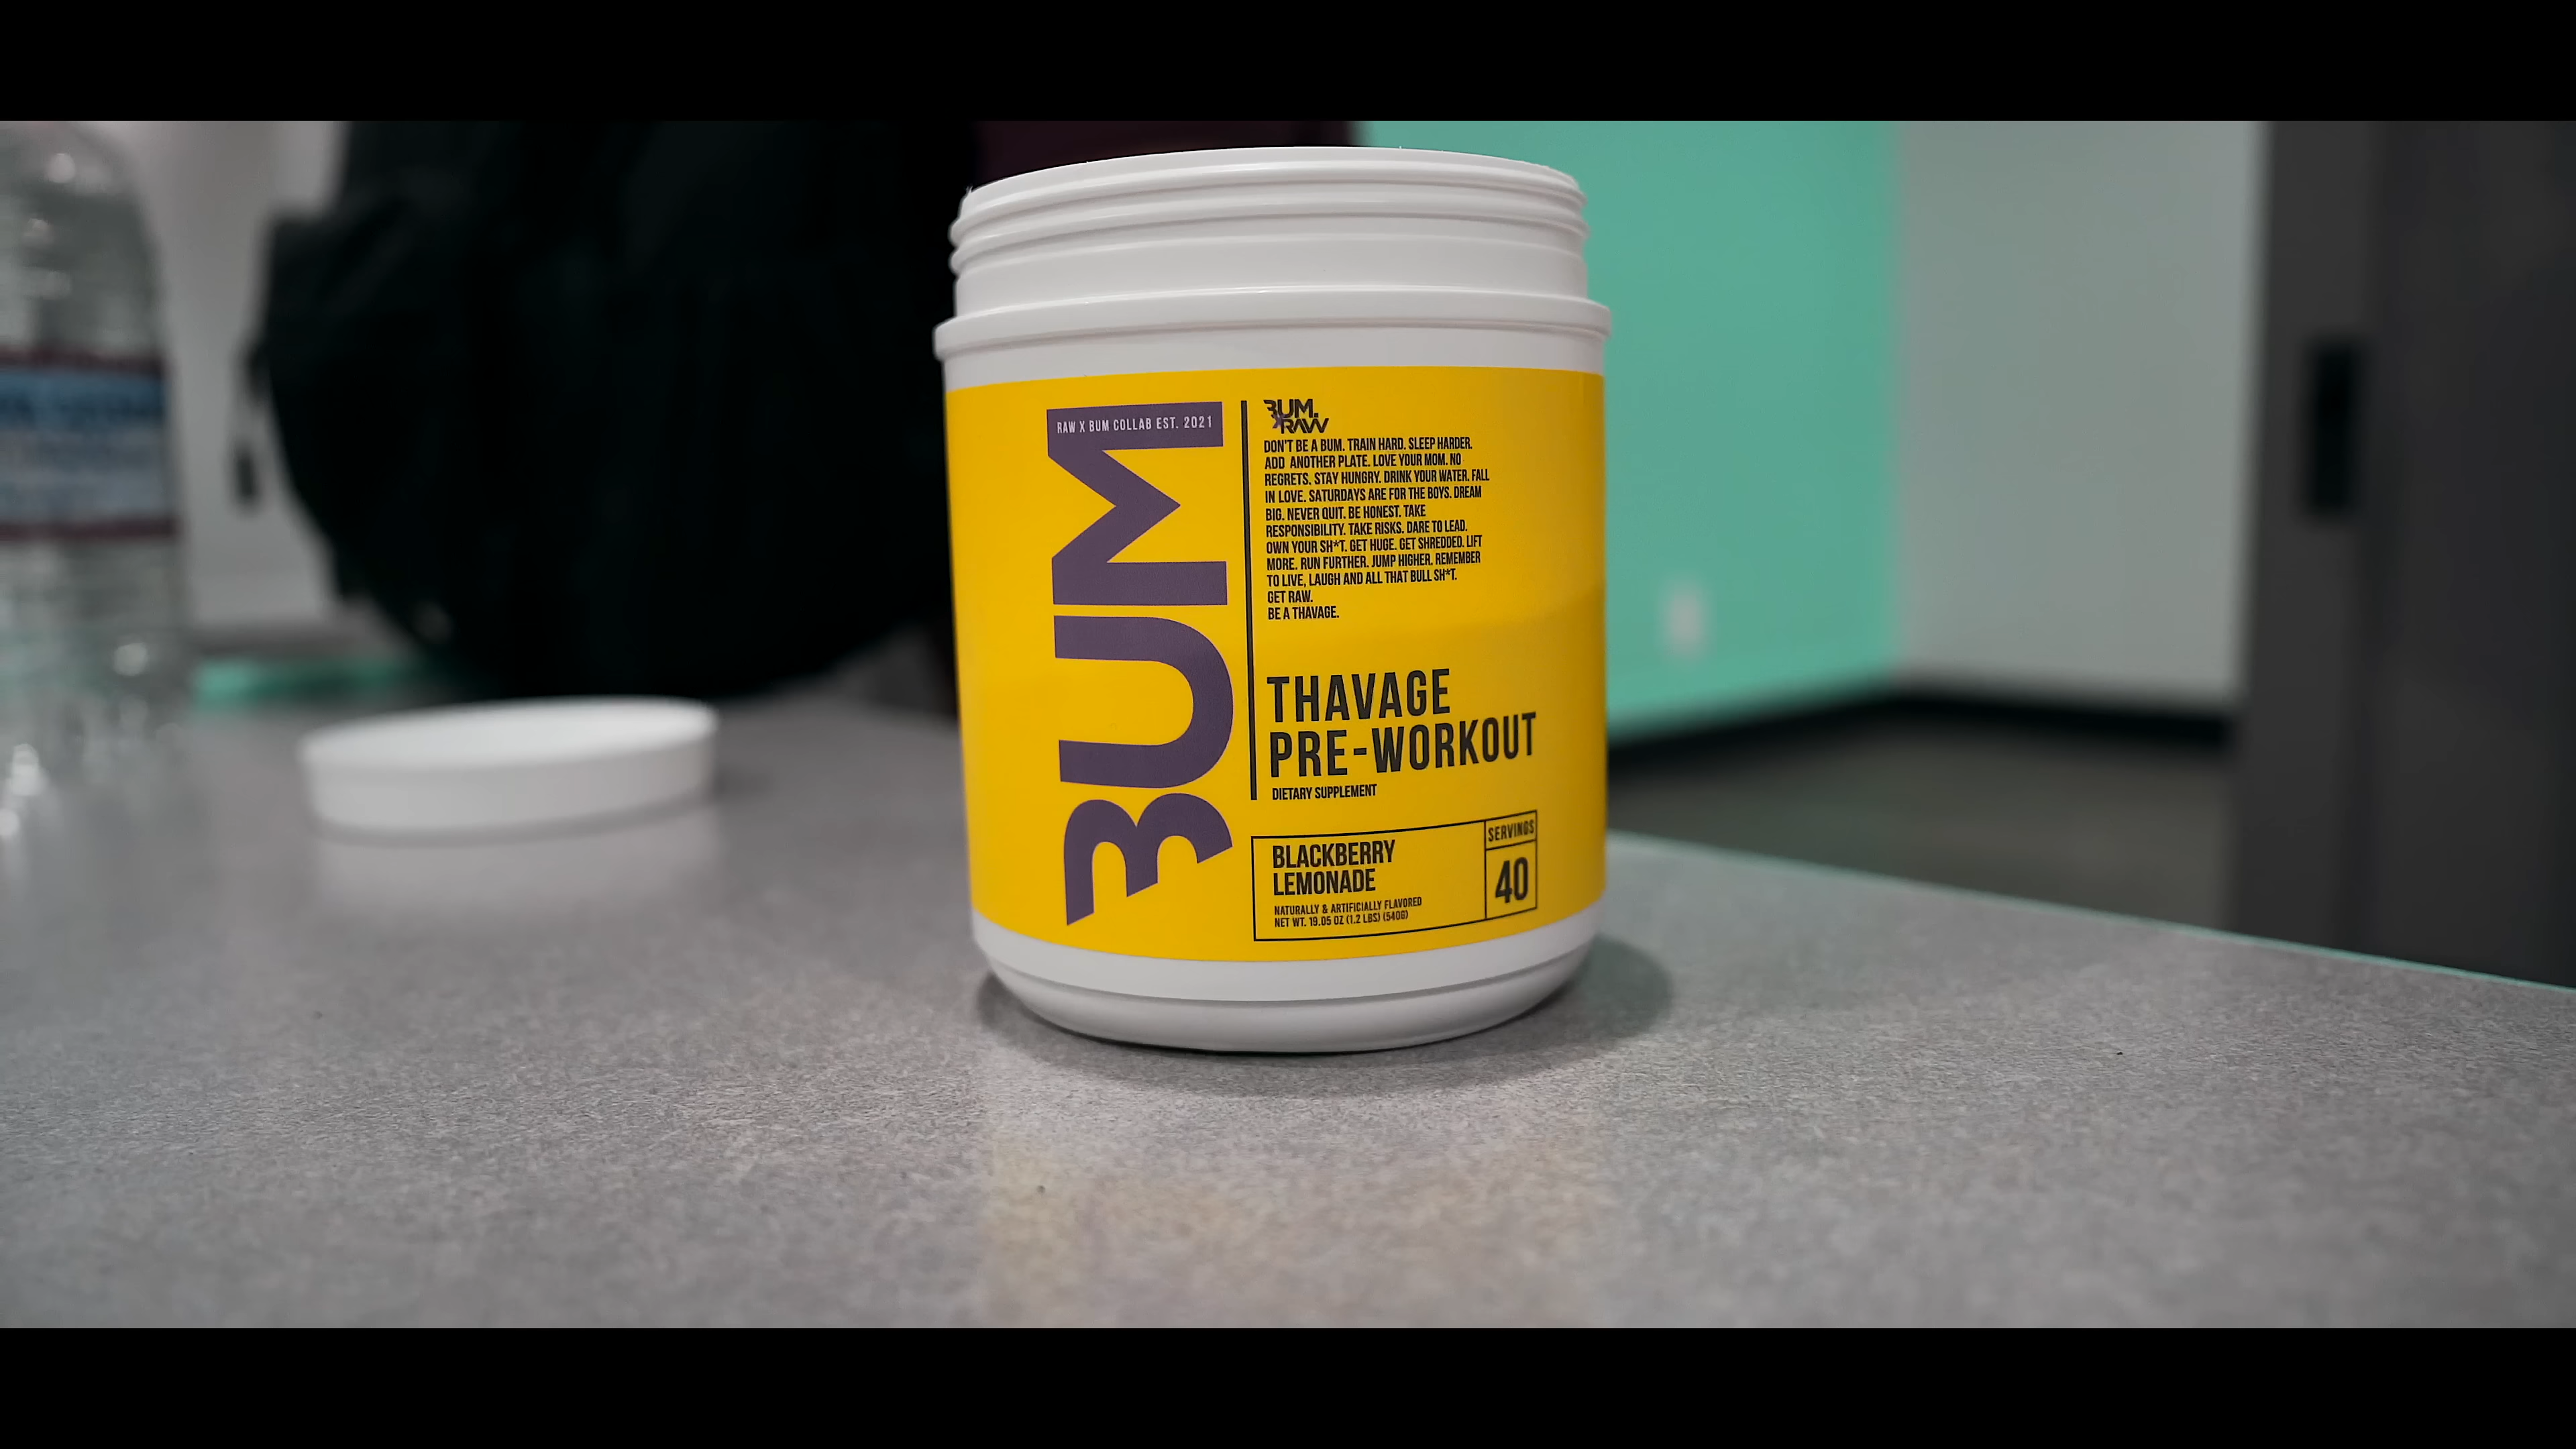 RAW X BUM COLLAB EST. 2021
BUM
BUM.
X RAW
DON'T BE A BUM. TRAIN HARD. SLEEP HARDER.
ADD ANOTHER PLATE. LOVE YOUR MOM. NO
REGRETS. STAY HUNGRY. DRINK YOUR WATER. FALL
IN LOVE. SATURDAYS ARE FOR THE BOYS. DREAM
BIG. NEVER QUIT. BE HONEST. TAKE
RESPONSIBILITY. TAKE RISKS. DARE TO LEAD.
OWN YOUR SH*T. GET HUGE. GET SHREDDED. LIFT
MORE. RUN FURTHER. JUMP HIGHER. REMEMBER
TO LIVE, LAUGH AND ALL THAT BULL SH*T.
GET RAW.
BE A THAVAGE.
THAVAGE
PRE-WORKOUT
DIETARY SUPPLEMENT
BLACKBERRY
LEMONADE
NATURALLY & ARTIFICIALLY FLAVORED
NET WT. 19.05 OZ (1.2 LBS) (540G)
SERVINGS
40